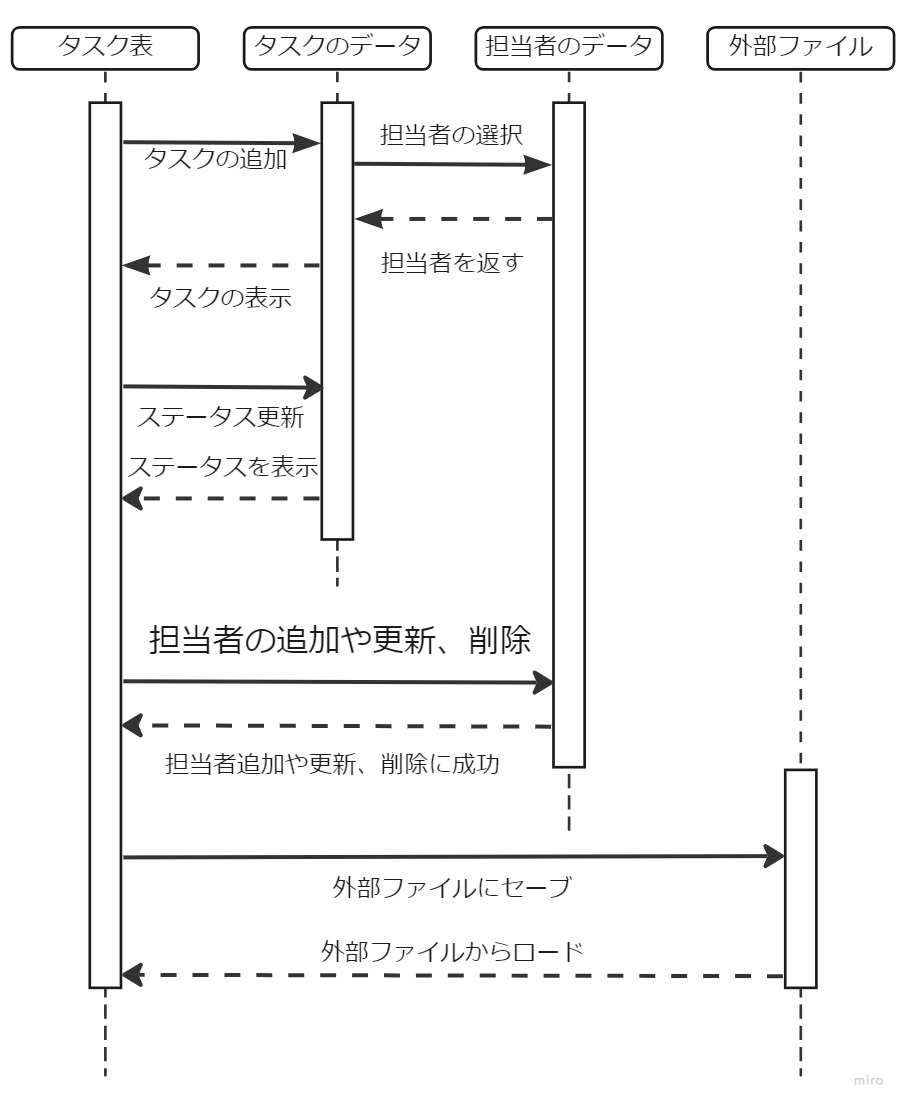 タスク表
タスクのデータ
担当者のデータ
外部ファイル
担当者の選択
タスクの追加
担当者を返す
タスクの表示
ステータス更新
ステータスを表示
担当者の追加や更新、削除
担当者追加や更新、削除に成功
外部ファイルにセーブ
外部ファイルからロード
miro